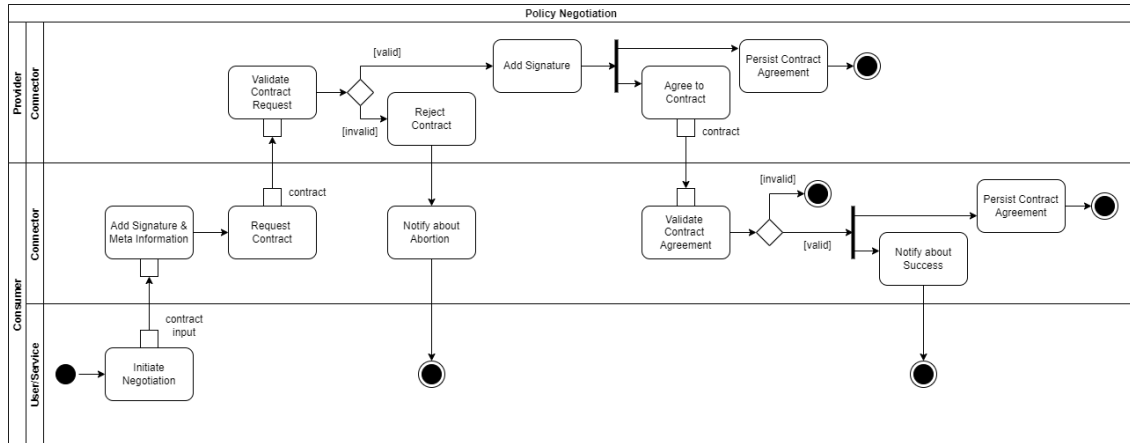 Policy Negotiation
Provider
Connector
Validate
Contract
Request
[valid]
[invalid]
Reject
Contract
Add Signature
Agree to
Contract
contract
Persist Contract
Agreement
Consumer
Connector
Add Signature &
Meta Information
contract
Request
Contract
Notify about
Abortion
Validate
Contract
Agreement
[invalid]
[valid]
Persist Contract
Agreement
Notify about
Success
User/Service
contract
input
Initiate
Negotiation